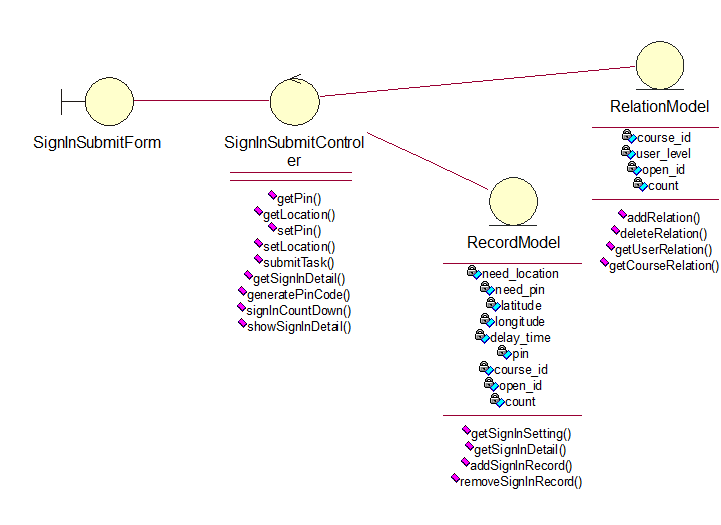 SignInSubmitForm
SignInSubmitControl
er
getPin()
getLocation()
setPin()
setLocation()
submitTask()
getSignInDetail()
generatePinCode()
signInCountDown()
showSignInDetail()
RecordModel
need_location
need_pin
latitude
longitude
delay_time
pin
course_id
open_id
count
getSignInSetting()
getSignInDetail()
addSignInRecord()
removeSignInRecord()
RelationModel
course_id
user_level
open_id
count
addRelation()
deleteRelation()
getUserRelation()
getCourseRelation()